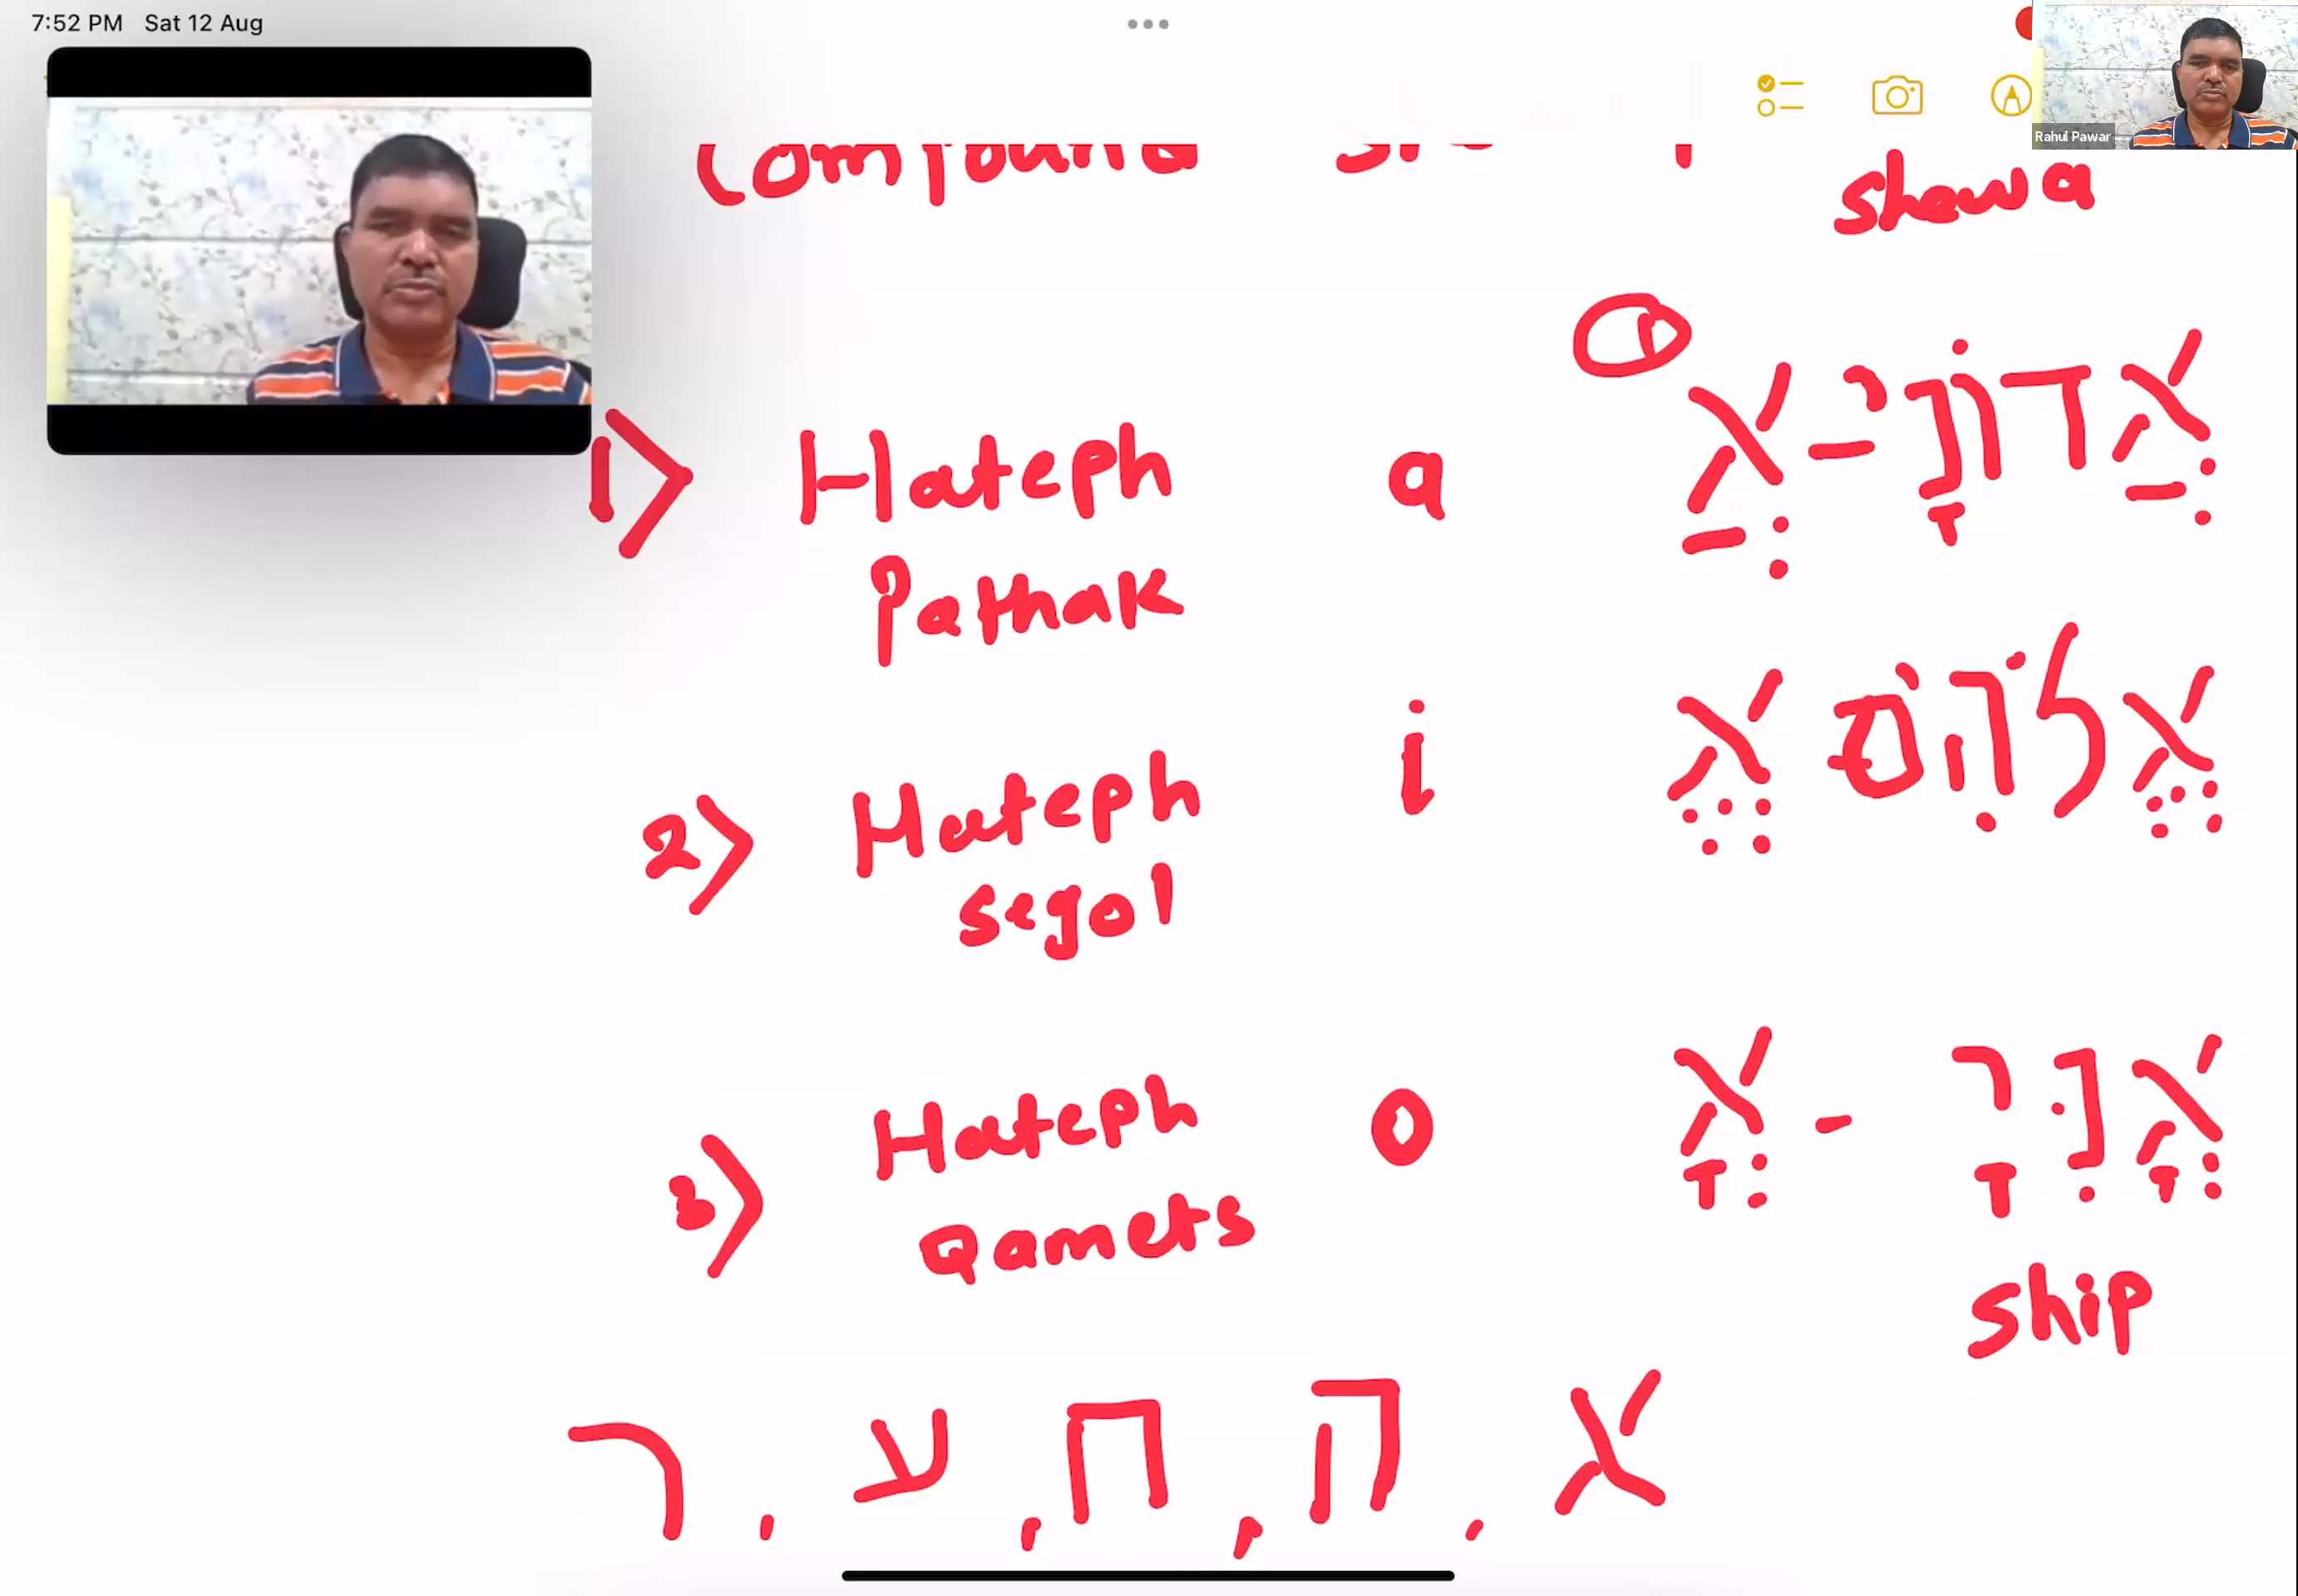 7:52 PM Sat 12 Aug
Rahul Pawar
Compound
shewa
1) Hateph a אֲ - אֲדֹנָי
Pathak
2) Hateph i אֱ אֱלֹהִים
segol
3) Hateph o אֳ - אֳנִּרָ
Qamets
ship
א, ה, ח, ע, ר